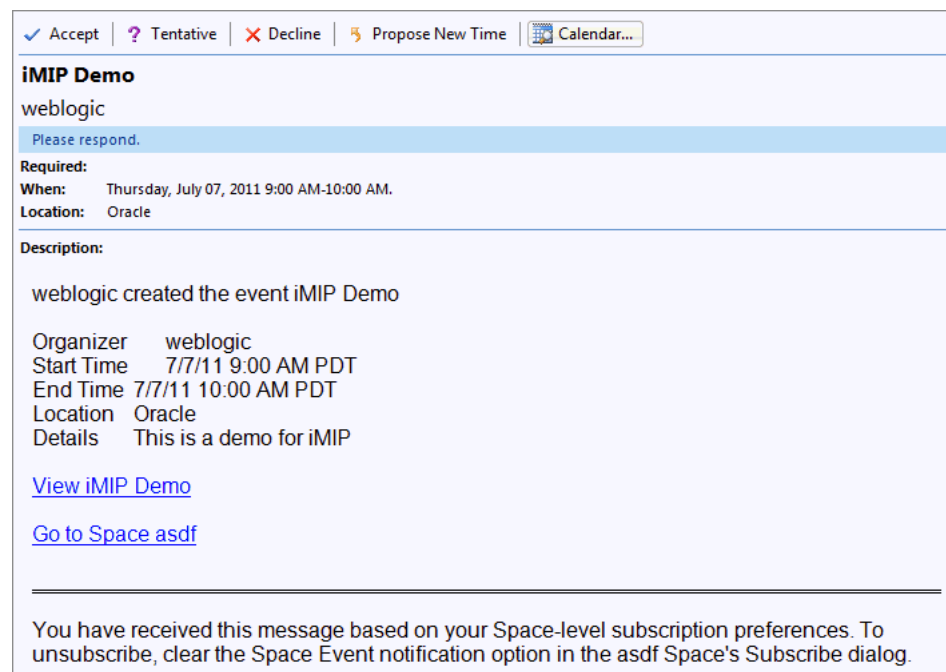 Accept ? Tentative Decline Propose New Time Calendar...
iMIP Demo
weblogic
Please respond.
Required:
When: Thursday, July 07, 2011 9:00 AM-10:00 AM.
Location: Oracle
Description:
weblogic created the event iMIP Demo
Organizer weblogic
Start Time 7/7/11 9:00 AM PDT
End Time 7/7/11 10:00 AM PDT
Location Oracle
Details This is a demo for iMIP
View iMIP Demo
Go to Space asdf
You have received this message based on your Space-level subscription preferences. To
unsubscribe, clear the Space Event notification option in the asdf Space's Subscribe dialog.